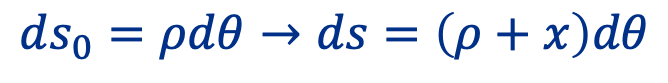 ds₀ = ρdθ → ds = (ρ + x)dθ